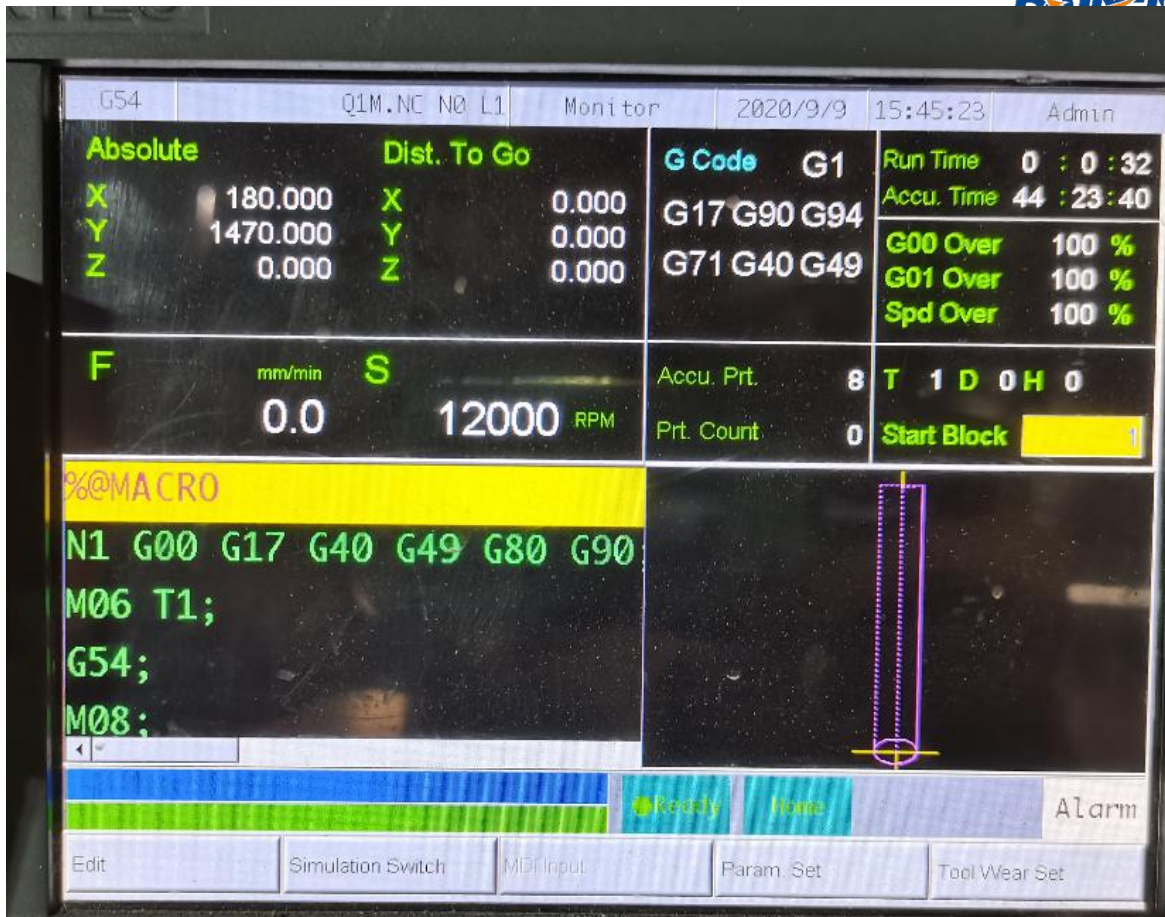 G54 Q1M.NC N0 L1 Monitor 2020/9/9 15:45:23 Admin
Absolute Dist. To Go
X 180.000 X 0.000
Y 1470.000 Y 0.000
Z 0.000 Z 0.000
G Code G1
G17 G90 G94
G71 G40 G49
Run Time 0 : 0 : 32
Accu. Time 44 : 23 : 40
G00 Over 100 %
G01 Over 100 %
Spd Over 100 %
F mm/min S
0.0 12000 RPM
Accu. Prt. 8
Prt. Count 0
T 1 D 0 H 0
Start Block 1
%@MACRO
N1 G00 G17 G40 G49 G80 G90
M06 T1;
G54;
M08;
Ready Home Alarm
Edit Simulation Switch MDI Input Param. Set Tool Wear Set